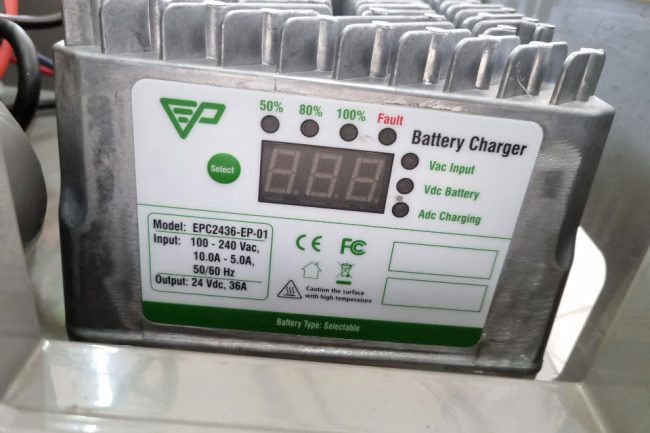 EP
50% 80% 100% Fault
Battery Charger
Select
Vac Input
Vdc Battery
Adc Charging
Model: EPC2436-EP-01
Input: 100 - 240 Vac,
10.0A - 5.0A,
50/60 Hz
Output: 24 Vdc, 36A
CE FC
Caution the surface
with high temperature
Battery Type: Selectable